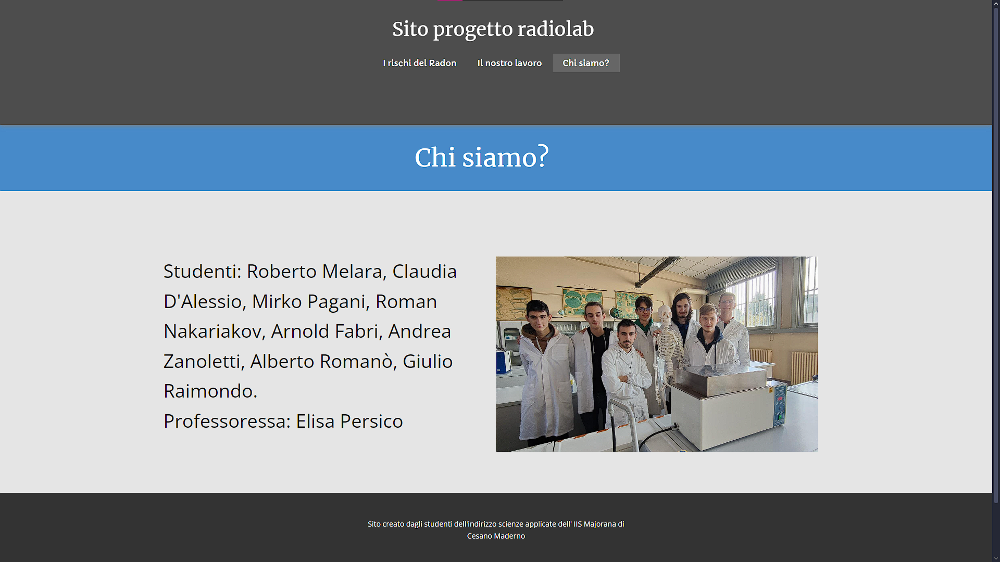 Sito progetto radiolab
I rischi del Radon
Il nostro lavoro
Chi siamo?
Chi siamo?
Studenti: Roberto Melara, Claudia
D'Alessio, Mirko Pagani, Roman
Nakariakov, Arnold Fabri, Andrea
Zanoletti, Alberto Romanò, Giulio
Raimondo.
Professoressa: Elisa Persico
Sito creato dagli studenti dell'indirizzo scienze applicate dell' IIS Majorana di
Cesano Maderno